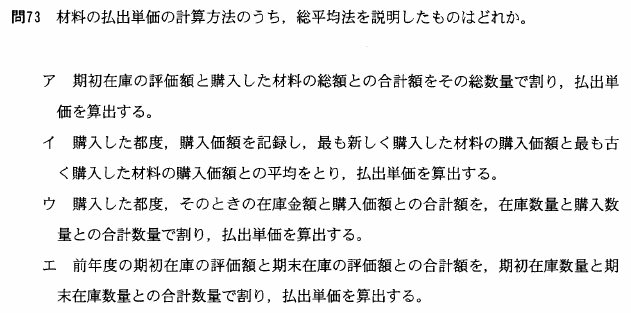 問73 材料の払出単価の計算方法のうち，総平均法を説明したものはどれか。
ア 期初在庫の評価額と購入した材料の総額との合計額をその総数量で割り，払出単
価を算出する。
イ 購入した都度，購入価額を記録し，最も新しく購入した材料の購入価額と最も古
く購入した材料の購入価額との平均をとり，払出単価を算出する。
ウ 購入した都度，そのときの在庫金額と購入価額との合計額を，在庫数量と購入数
量との合計数量で割り，払出単価を算出する。
エ 前年度の期初在庫の評価額と期末在庫の評価額との合計額を，期初在庫数量と期
末在庫数量との合計数量で割り，払出単価を算出する。